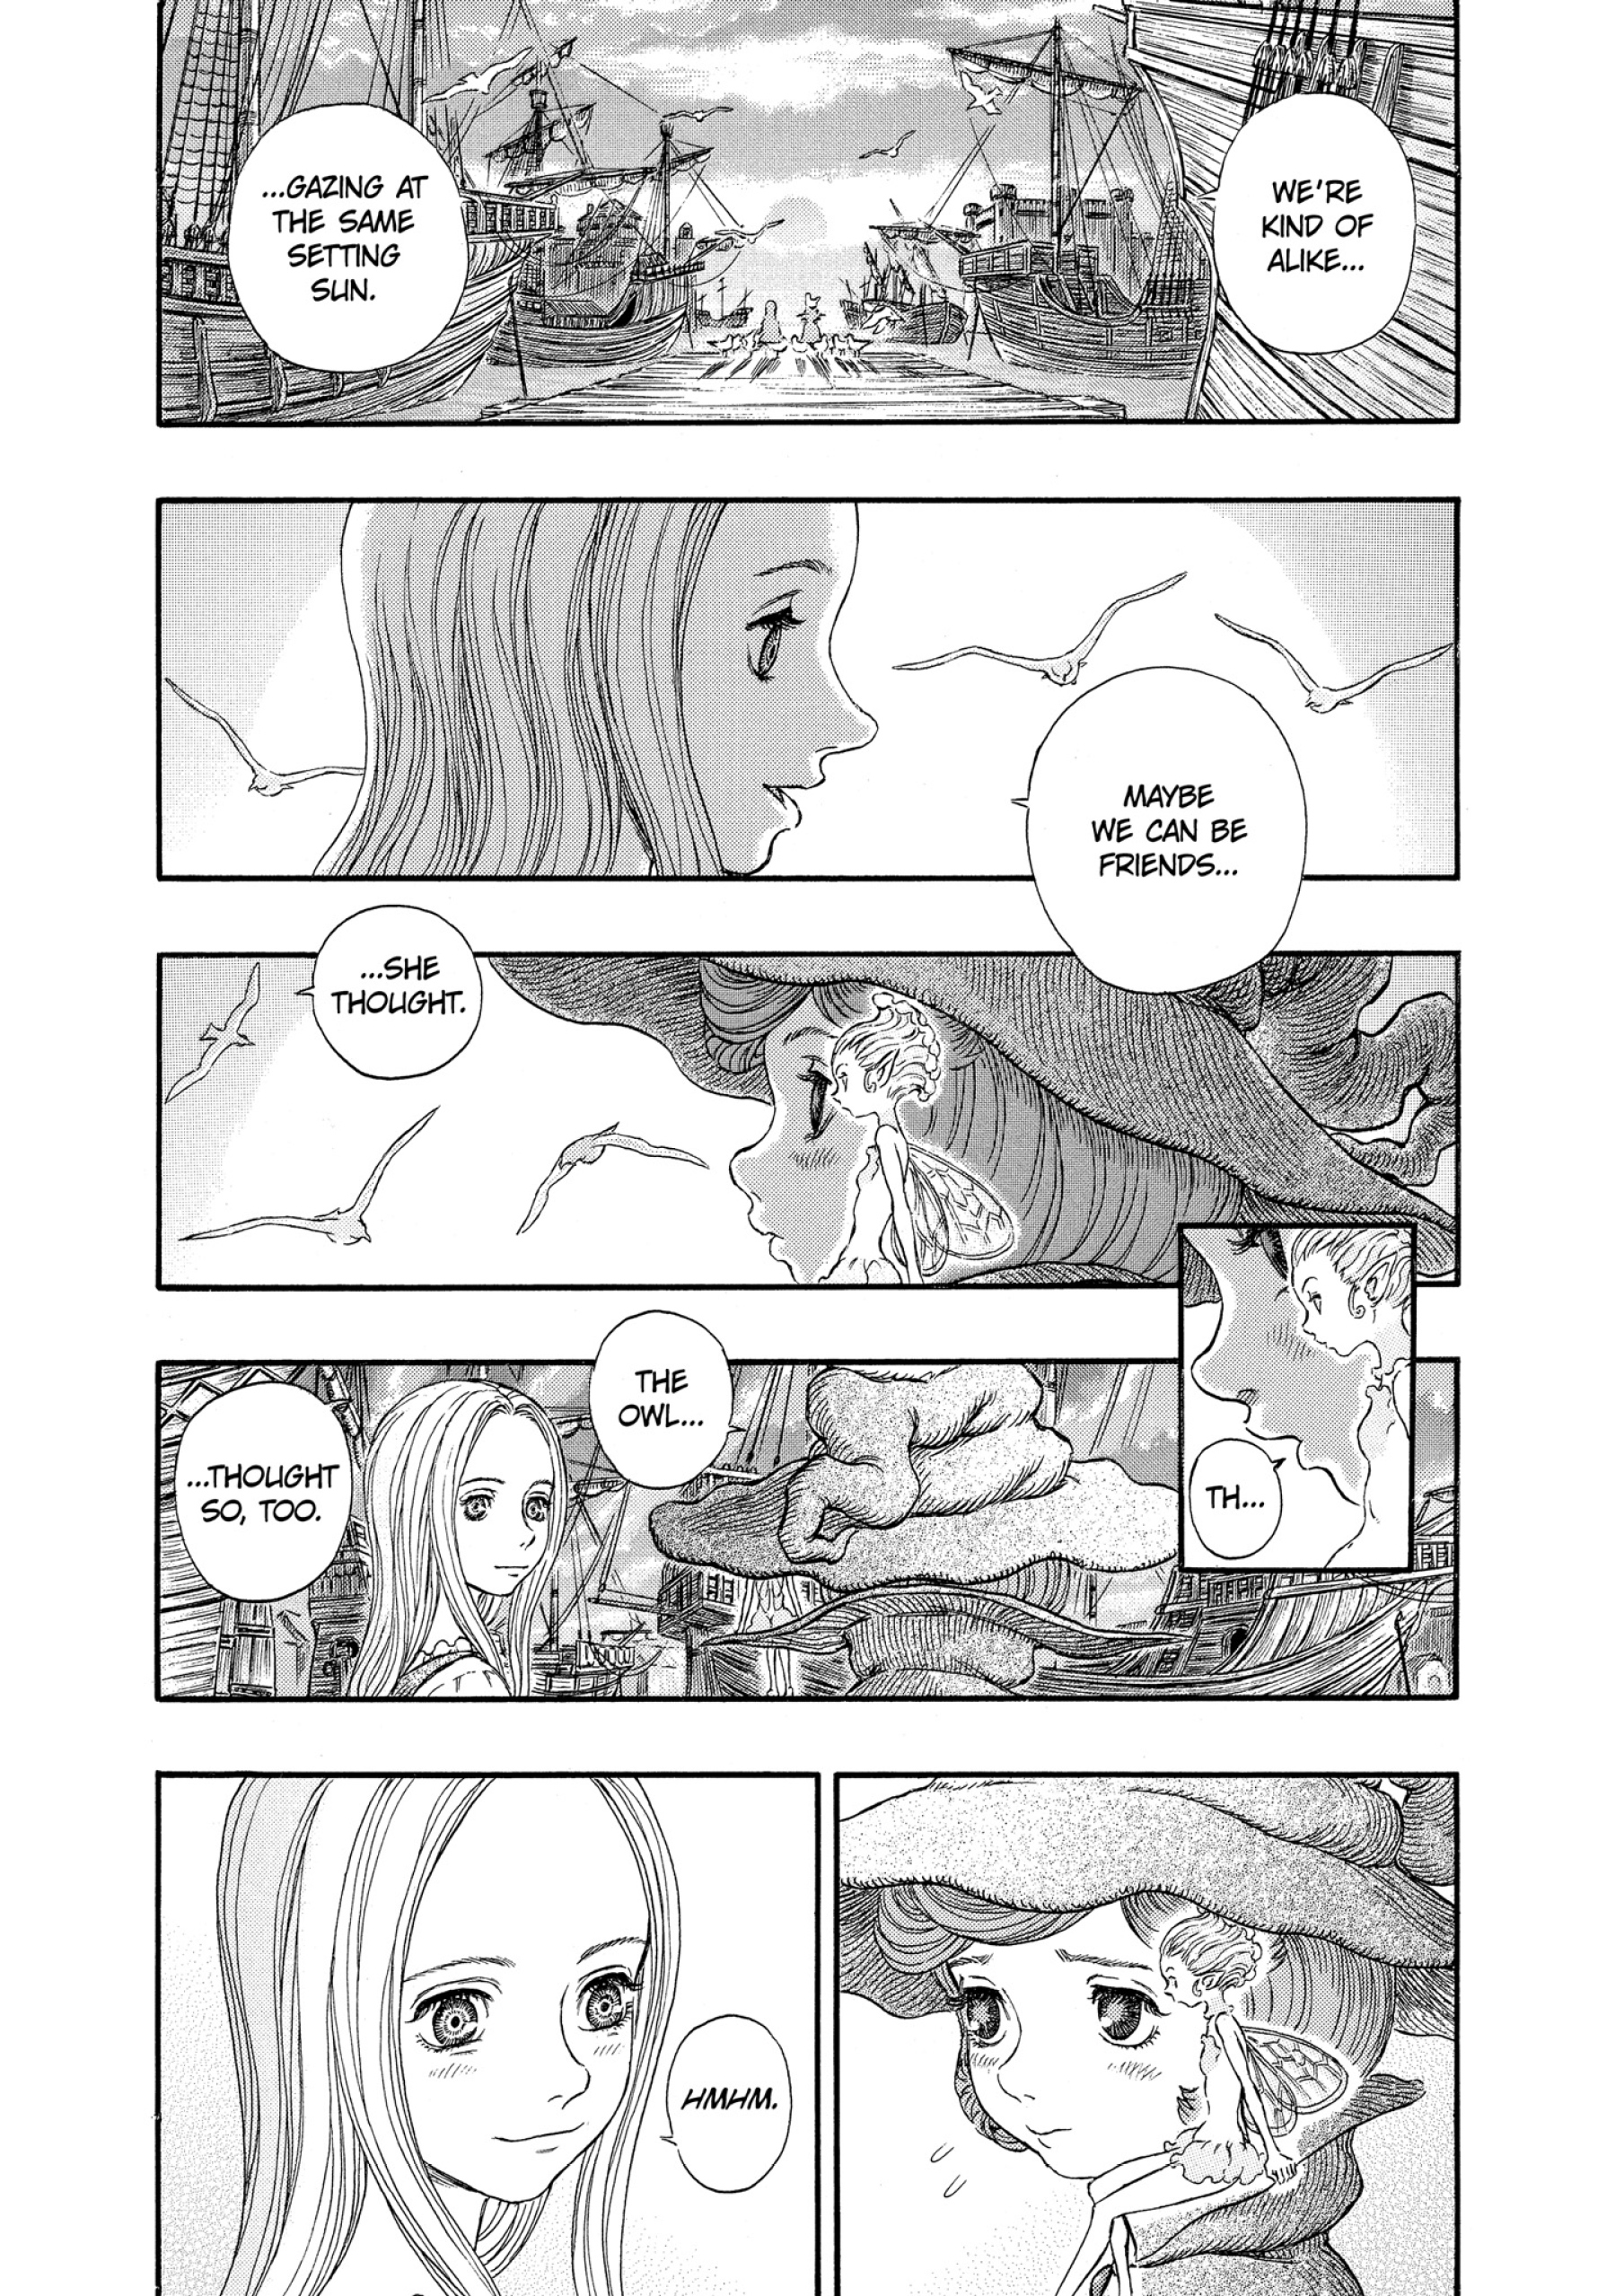 WE'RE
KIND OF
ALIKE...
...GAZING AT
THE SAME
SETTING
SUN.
MAYBE
WE CAN BE
FRIENDS...
...SHE
THOUGHT.
TH...
THE
OWL...
...THOUGHT
SO, TOO.
HMHM.